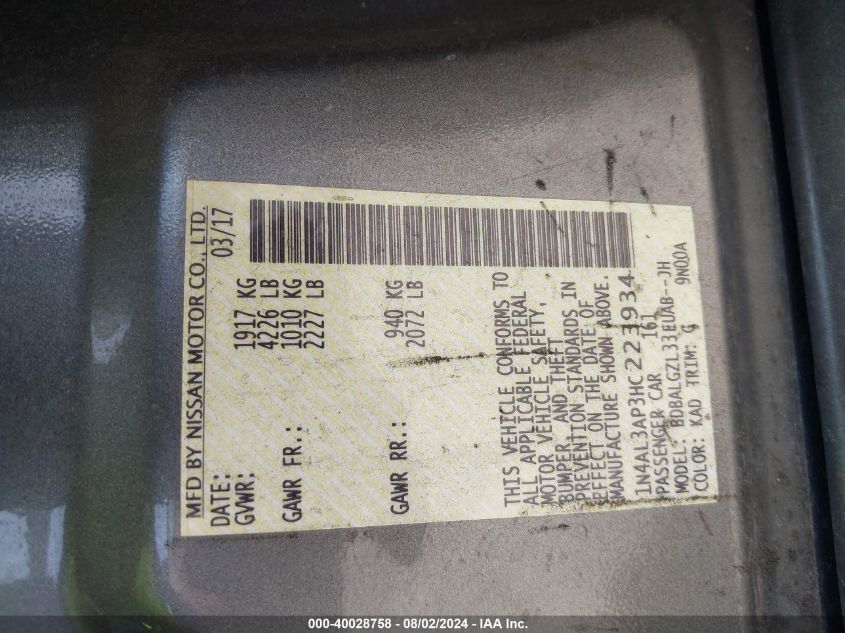 MFD BY NISSAN MOTOR CO., LTD.
DATE: 03/17
GVWR: 1917 KG
4226 LB
GAWR FR.: 1010 KG
2227 LB
GAWR RR.: 940 KG
2072 LB
THIS VEHICLE CONFORMS TO
ALL APPLICABLE FEDERAL
MOTOR VEHICLE SAFETY,
BUMPER, AND THEFT
PREVENTION STANDARDS IN
EFFECT ON THE DATE OF
MANUFACTURE SHOWN ABOVE.
1N4AL3AP3HC223934
PASSENGER CAR 161
MODEL: BDBALGZL33EUAB--JH
COLOR: KAD TRIM: G 9N00A
000-40028758 - 08/02/2024 - IAA Inc.